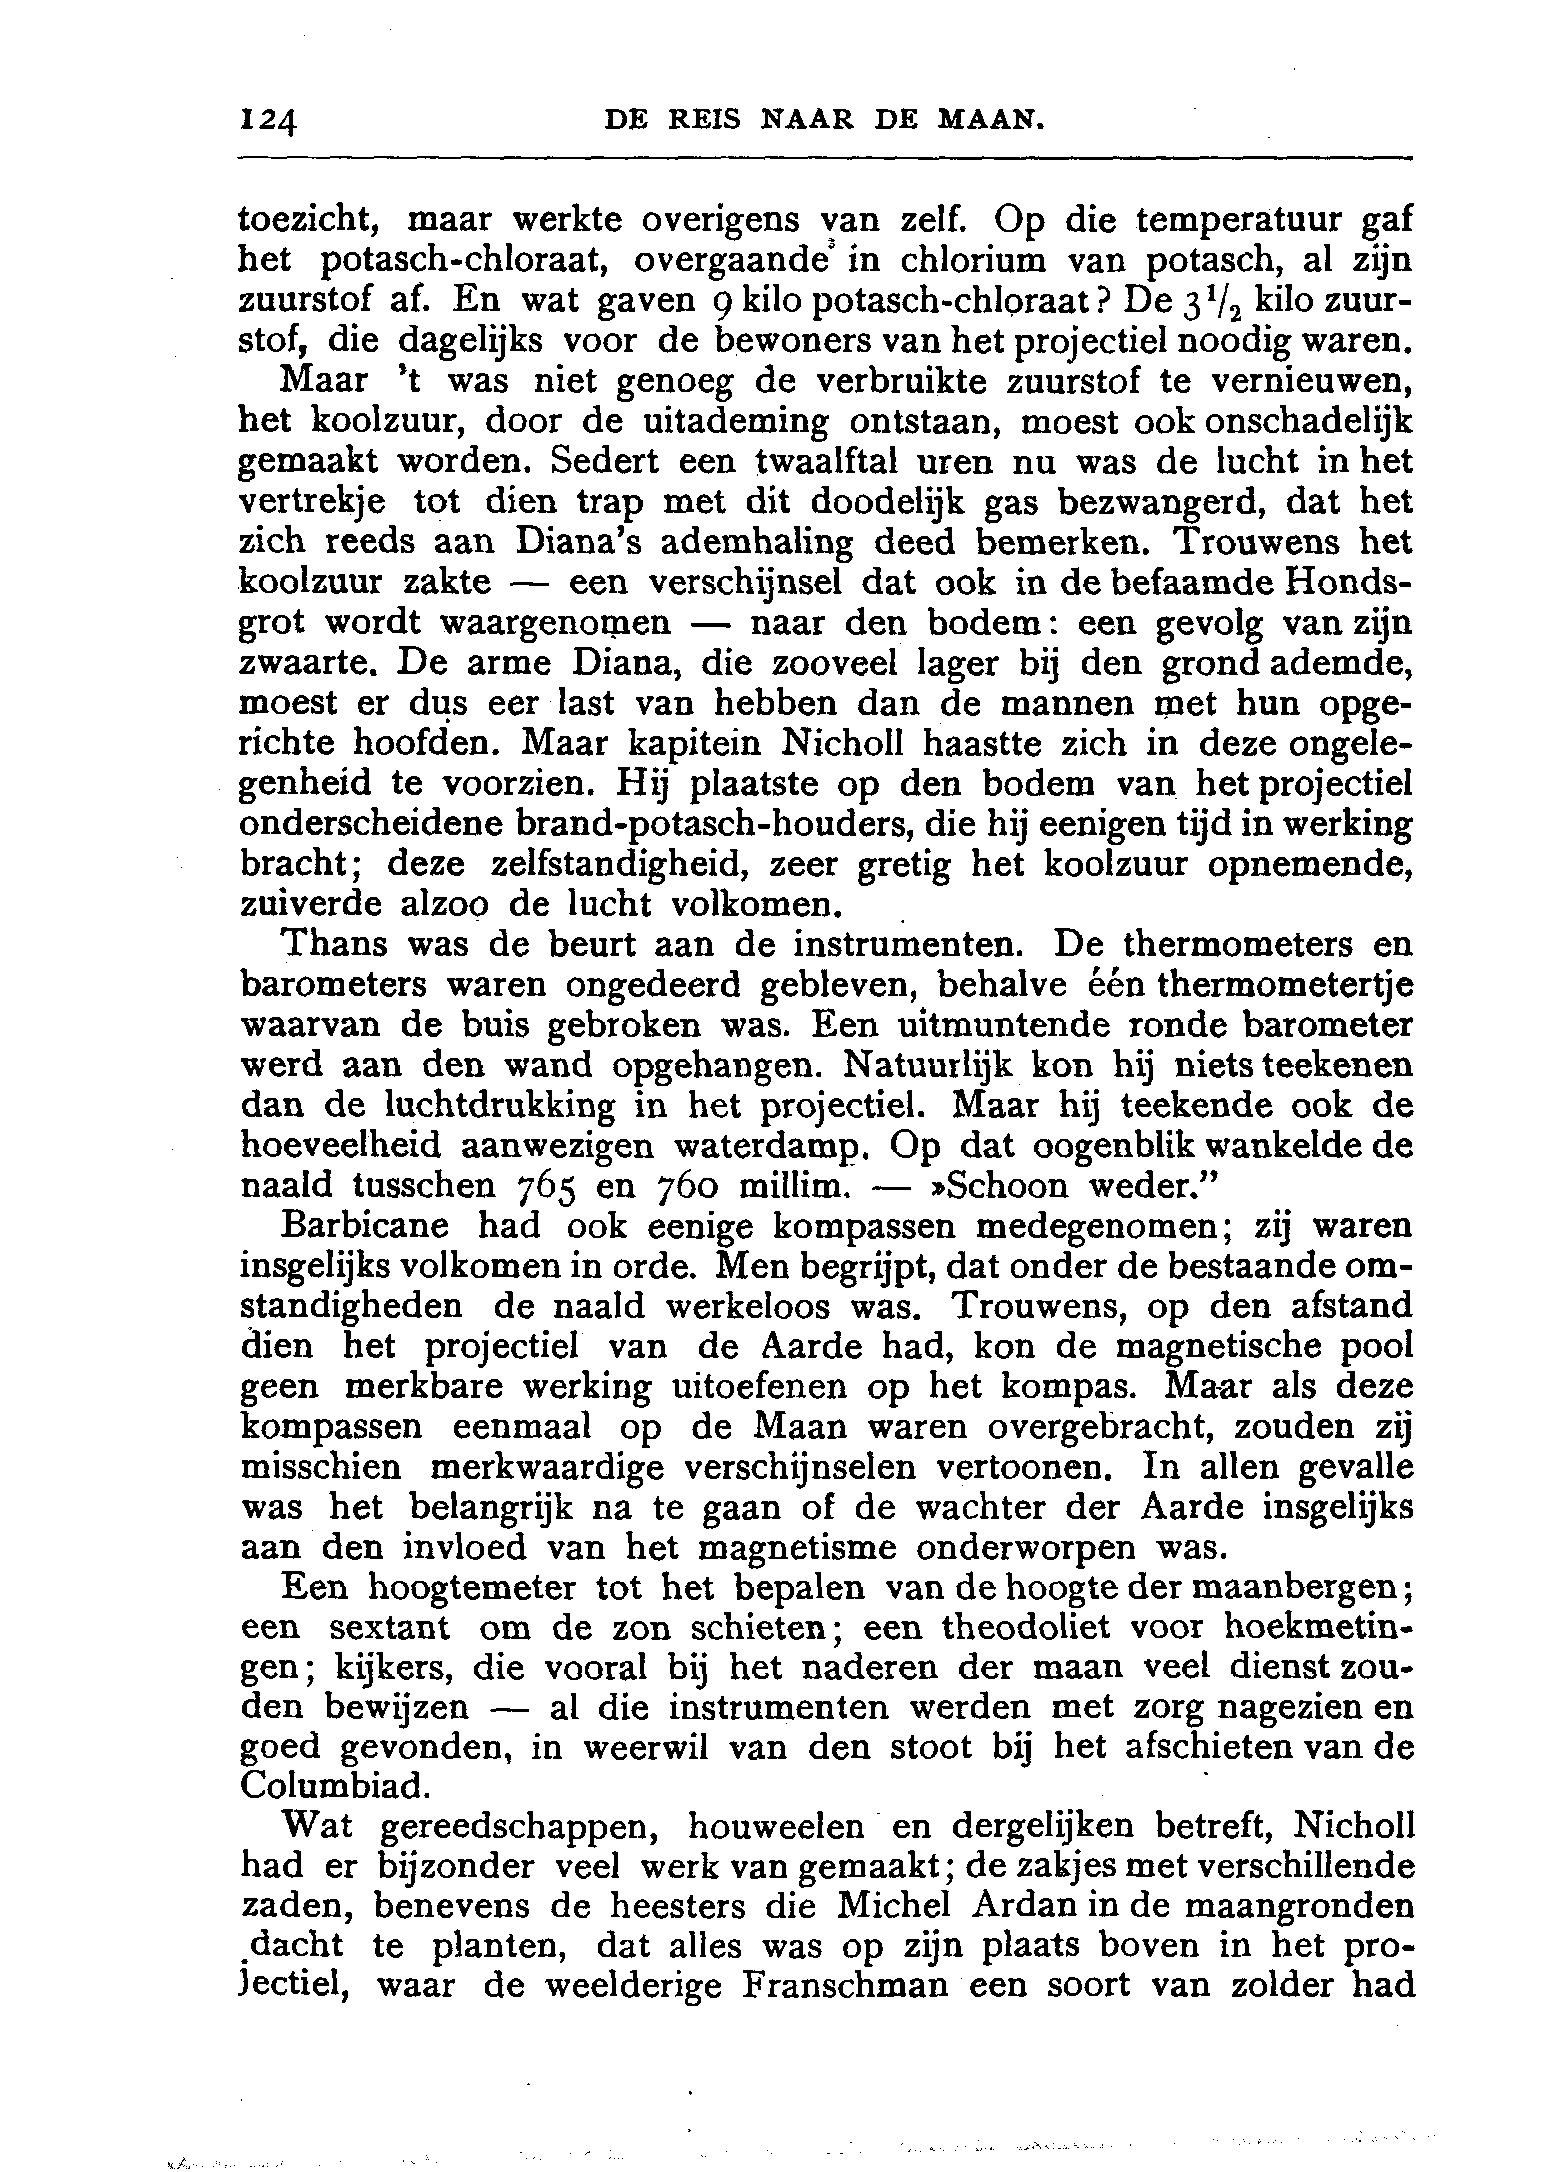 124 DE REIS NAAR DE MAAN.
toezicht, maar werkte overigens van zelf. Op die temperatuur gaf
het potasch-chloraat, overgaande in chlorium van potasch, al zijn
zuurstof af. En wat gaven 9 kilo potasch-chloraat? De 3 1/2 kilo zuur-
stof, die dagelijks voor de bewoners van het projectiel noodig waren.
Maar 't was niet genoeg de verbruikte zuurstof te vernieuwen,
het koolzuur, door de uitademing ontstaan, moest ook onschadelijk
gemaakt worden. Sedert een twaalftal uren nu was de lucht in het
vertrekje tot dien trap met dit doodelijk gas bezwangerd, dat het
zich reeds aan Diana's ademhaling deed bemerken. Trouwens het
koolzuur zakte — een verschijnsel dat ook in de befaamde Honds-
grot wordt waargenomen — naar den bodem: een gevolg van zijn
zwaarte. De arme Diana, die zooveel lager bij den grond ademde,
moest er dus eer last van hebben dan de mannen met hun opge-
richte hoofden. Maar kapitein Nicholl haastte zich in deze ongele-
genheid te voorzien. Hij plaatste op den bodem van het projectiel
onderscheidene brand-potasch-houders, die hij eenigen tijd in werking
bracht; deze zelfstandigheid, zeer gretig het koolzuur opnemende,
zuiverde alzoo de lucht volkomen.
Thans was de beurt aan de instrumenten. De thermometers en
barometers waren ongedeerd gebleven, behalve één thermometertje
waarvan de buis gebroken was. Een uitmuntende ronde barometer
werd aan den wand opgehangen. Natuurlijk kon hij niets teekenen
dan de luchtdrukking in het projectiel. Maar hij teekende ook de
hoeveelheid aanwezigen waterdamp. Op dat oogenblik wankelde de
naald tusschen 765 en 760 millim. — »Schoon weder.”
Barbicane had ook eenige kompassen medegenomen; zij waren
insgelijks volkomen in orde. Men begrijpt, dat onder de bestaande om-
standigheden de naald werkeloos was. Trouwens, op den afstand
dien het projectiel van de Aarde had, kon de magnetische pool
geen merkbare werking uitoefenen op het kompas. Maar als deze
kompassen eenmaal op de Maan waren overgebracht, zouden zij
misschien merkwaardige verschijnselen vertoonen. In allen gevalle
was het belangrijk na te gaan of de wachter der Aarde insgelijks
aan den invloed van het magnetisme onderworpen was.
Een hoogtemeter tot het bepalen van de hoogte der maanbergen;
een sextant om de zon schieten; een theodoliet voor hoekmetin-
gen; kijkers, die vooral bij het naderen der maan veel dienst zou-
den bewijzen — al die instrumenten werden met zorg nagezien en
goed gevonden, in weerwil van den stoot bij het afschieten van de
Columbiad.
Wat gereedschappen, houweelen en dergelijken betreft, Nicholl
had er bijzonder veel werk van gemaakt; de zakjes met verschillende
zaden, benevens de heesters die Michel Ardan in de maangronden
dacht te planten, dat alles was op zijn plaats boven in het pro-
jectiel, waar de weelderige Franschman een soort van zolder had